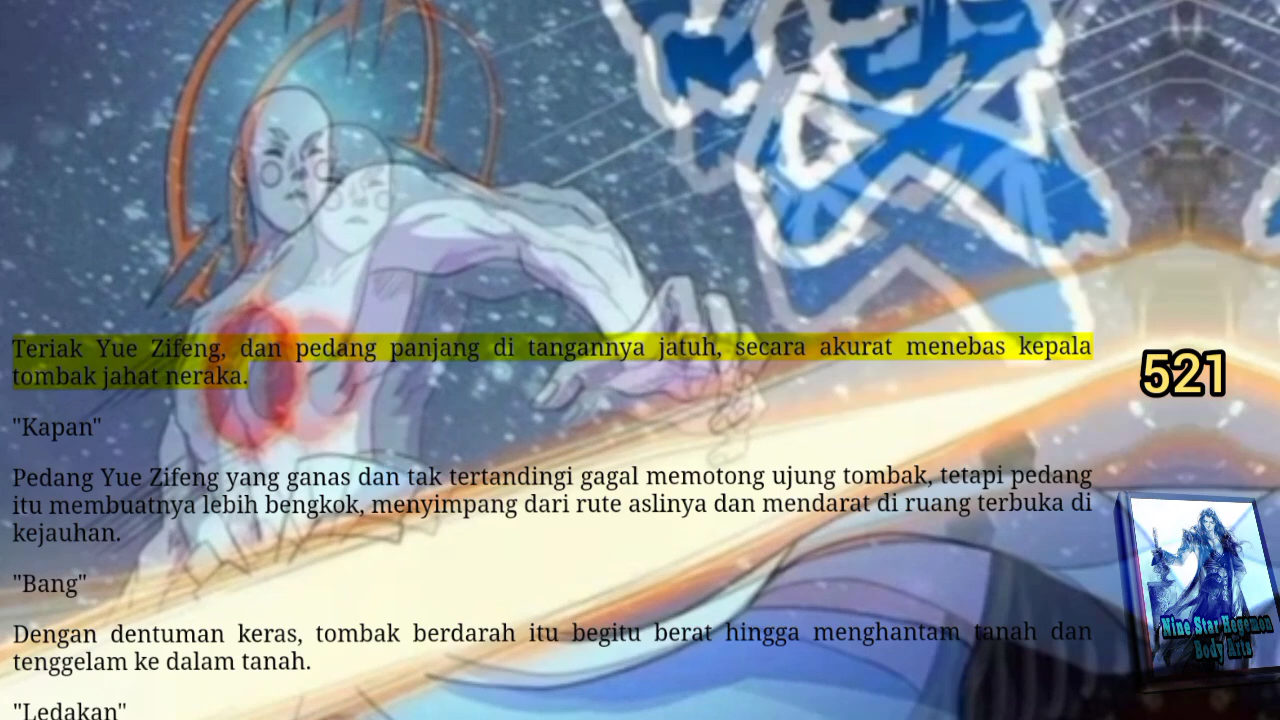 Teriak Yue Zifeng, dan pedang panjang di tangannya jatuh, secara akurat menebas kepala
tombak jahat neraka.
"Kapan"
Pedang Yue Zifeng yang ganas dan tak tertandingi gagal memotong ujung tombak, tetapi pedang
itu membuatnya lebih bengkok, menyimpang dari rute aslinya dan mendarat di ruang terbuka di
kejauhan.
"Bang"
Dengan dentuman keras, tombak berdarah itu begitu berat hingga menghantam tanah dan
tenggelam ke dalam tanah.
"Ledakan"
521
Nine Star Hegemon
Body Arts